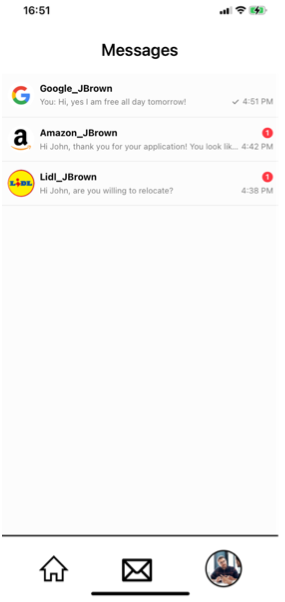 16:51
Messages
Google_JBrown
You: Hi, yes I am free all day tomorrow! 4:51 PM
a Amazon_JBrown 1
Hi John, thank you for your application! You look lik... 4:42 PM
LIDL Lidl_JBrown 1
Hi John, are you willing to relocate? 4:38 PM